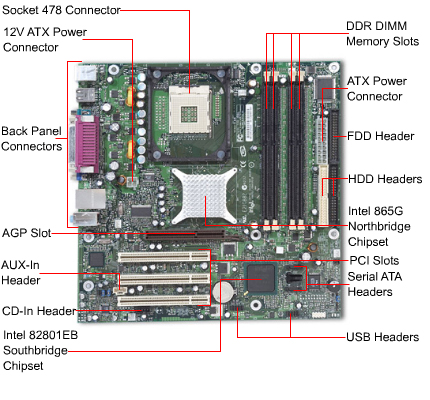 Socket 478 Connector
12V ATX Power
Connector
Back Panel
Connectors
AGP Slot
AUX-In
Header
CD-In Header
Intel 82801EB
Southbridge
Chipset
DDR DIMM
Memory Slots
ATX Power
Connector
FDD Header
HDD Headers
Intel 865G
Northbridge
Chipset
PCI Slots
Serial ATA
Headers
USB Headers